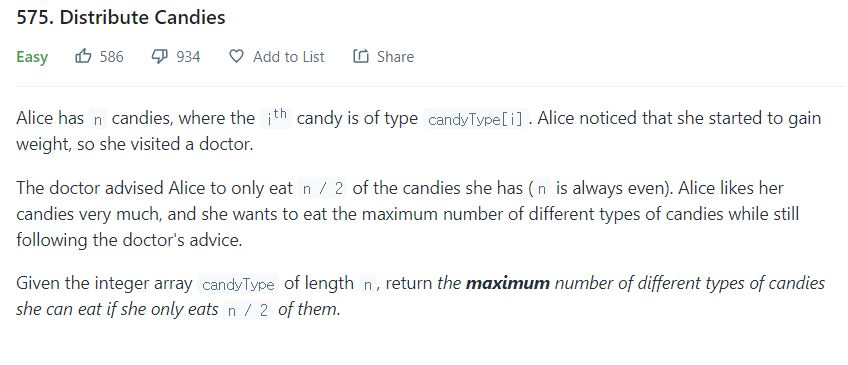 575. Distribute Candies
Easy 586 934 Add to List Share
Alice has n candies, where the ith candy is of type candyType[i] . Alice noticed that she started to gain
weight, so she visited a doctor.
The doctor advised Alice to only eat n / 2 of the candies she has ( n is always even). Alice likes her
candies very much, and she wants to eat the maximum number of different types of candies while still
following the doctor's advice.
Given the integer array candyType of length n , return the maximum number of different types of candies
she can eat if she only eats n / 2 of them.